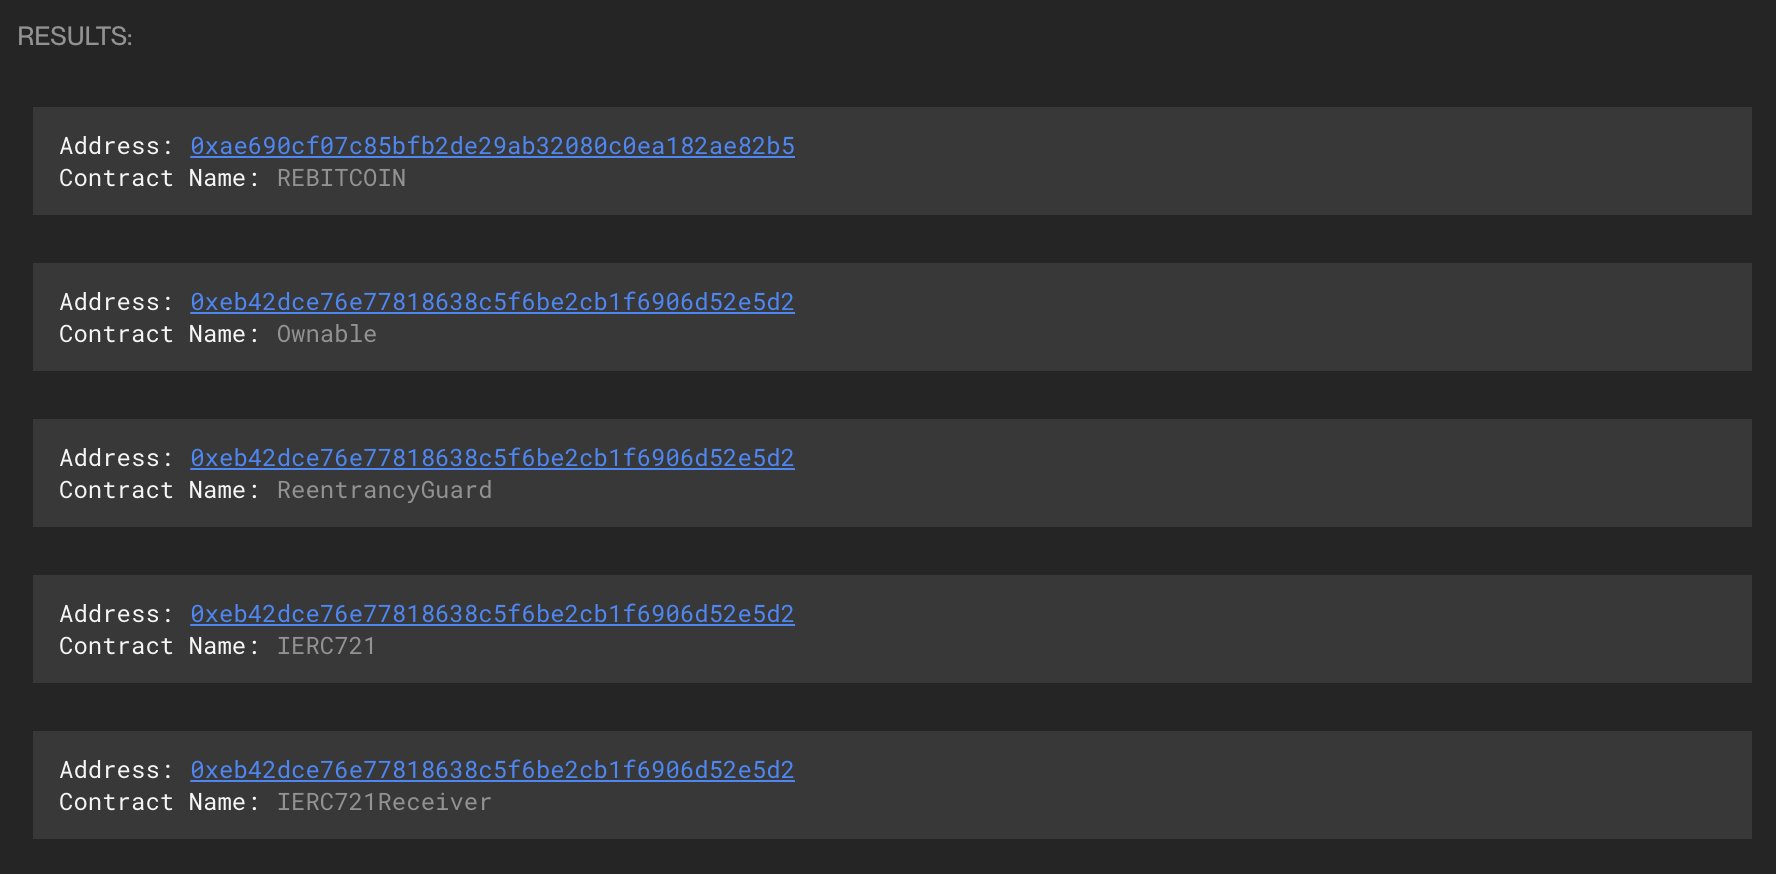 RESULTS:
Address: 0xae690cf07c85bfb2de29ab32080c0ea182ae82b5
Contract Name: REBITCOIN
Address: 0xeb42dce76e77818638c5f6be2cb1f6906d52e5d2
Contract Name: Ownable
Address: 0xeb42dce76e77818638c5f6be2cb1f6906d52e5d2
Contract Name: ReentrancyGuard
Address: 0xeb42dce76e77818638c5f6be2cb1f6906d52e5d2
Contract Name: IERC721
Address: 0xeb42dce76e77818638c5f6be2cb1f6906d52e5d2
Contract Name: IERC721Receiver